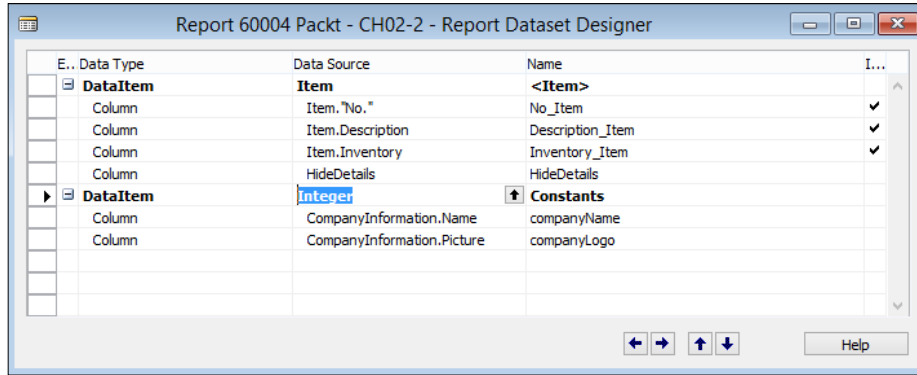 Report 60004 Packt - CH02-2 - Report Dataset Designer
E.. Data Type Data Source Name I...
DataItem Item <Item>
Column Item."No." No_Item
Column Item.Description Description_Item
Column Item.Inventory Inventory_Item
Column HideDetails HideDetails
DataItem Integer Constants
Column CompanyInformation.Name companyName
Column CompanyInformation.Picture companyLogo
Help